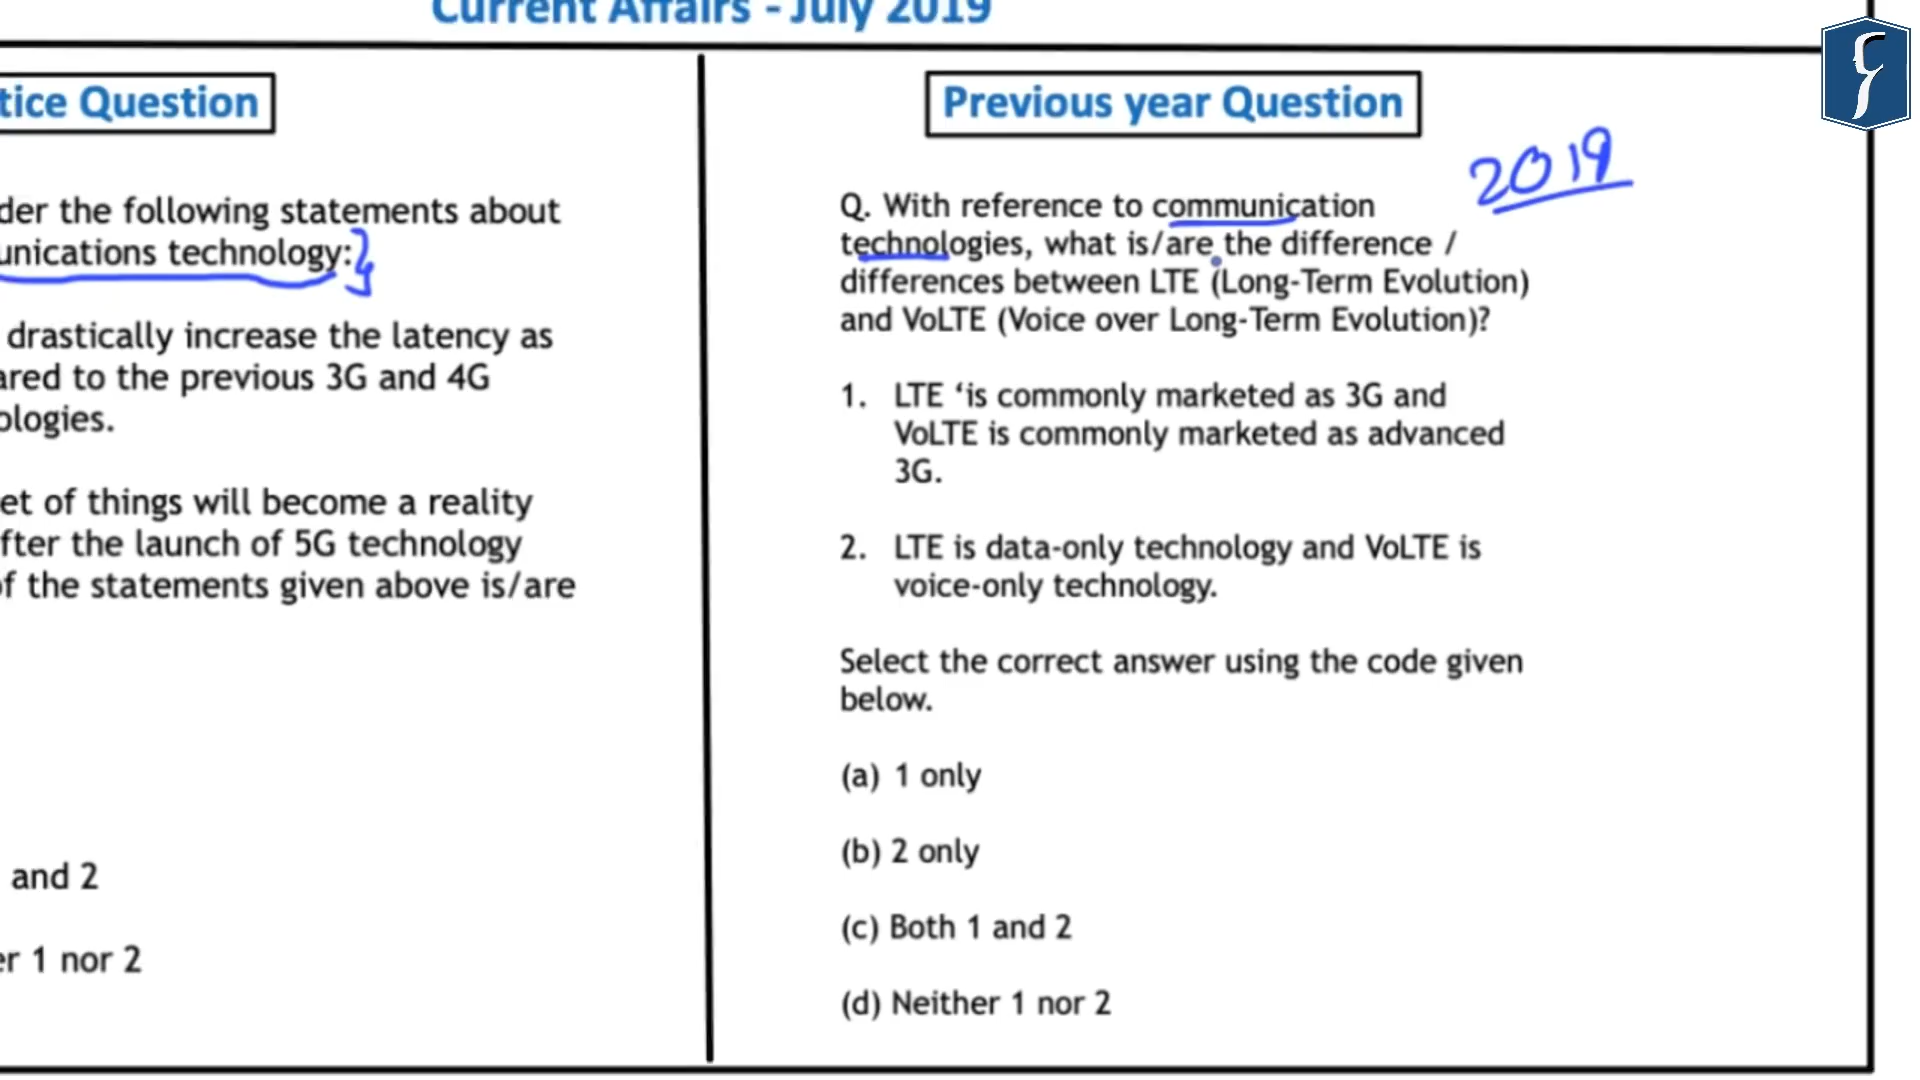 Current Affairs - July 2019
tice Question
der the following statements about
unications technology:
drastically increase the latency as
ared to the previous 3G and 4G
ologies.
et of things will become a reality
fter the launch of 5G technology
of the statements given above is/are
and 2
er 1 nor 2
Previous year Question
2019
Q. With reference to communication
technologies, what is/are the difference /
differences between LTE (Long-Term Evolution)
and VoLTE (Voice over Long-Term Evolution)?
1. LTE ‘is commonly marketed as 3G and
VoLTE is commonly marketed as advanced
3G.
2. LTE is data-only technology and VoLTE is
voice-only technology.
Select the correct answer using the code given
below.
(a) 1 only
(b) 2 only
(c) Both 1 and 2
(d) Neither 1 nor 2